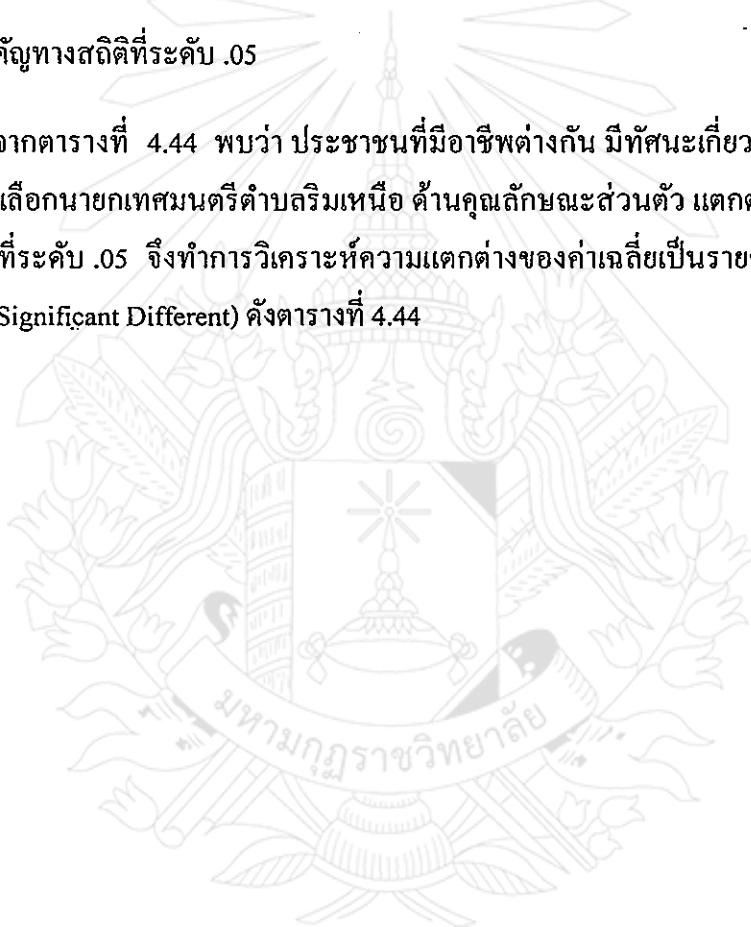 คัญทางสถิติที่ระดับ .05
จากตารางที่ 4.44 พบว่า ประชาชนที่มีอาชีพต่างกัน มีทัศนะเกี่ยว
เลือกนายกเทศมนตรีตำบลริมเหนือ ด้านคุณลักษณะส่วนตัว แตกต
ที่ระดับ .05 จึงทำการวิเคราะห์ความแตกต่างของค่าเฉลี่ยเป็นราย
Significant Different) ดังตารางที่ 4.44
มหามกุฏราชวิทยาลัย